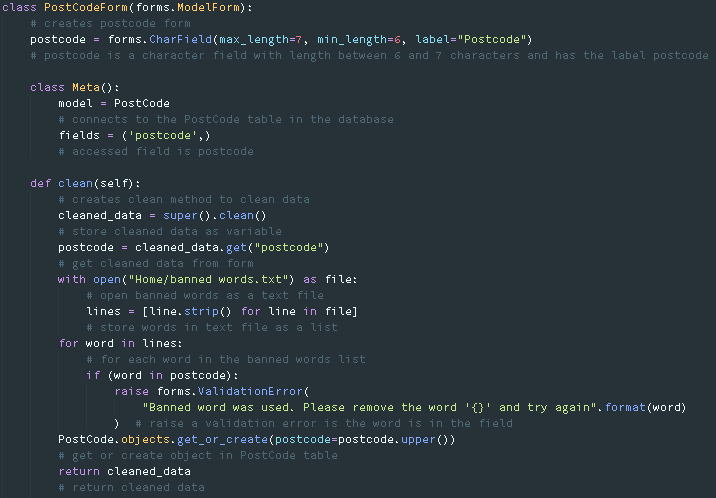 class PostCodeForm(forms.ModelForm):
    # creates postcode form
    postcode = forms.CharField(max_length=7, min_length=6, label="Postcode")
    # postcode is a character field with length between 6 and 7 characters and has the label postcode

    class Meta():
        model = PostCode
        # connects to the PostCode table in the database
        fields = ('postcode',)
        # accessed field is postcode

    def clean(self):
        # creates clean method to clean data
        cleaned_data = super().clean()
        # store cleaned data as variable
        postcode = cleaned_data.get("postcode")
        # get cleaned data from form
        with open("Home/banned words.txt") as file:
            # open banned words as a text file
            lines = [line.strip() for line in file]
            # store words in text file as a list
        for word in lines:
            # for each word in the banned words list
            if (word in postcode):
                raise forms.ValidationError(
                    "Banned word was used. Please remove the word '{}' and try again".format(word)
                )  # raise a validation error is the word is in the field
        PostCode.objects.get_or_create(postcode=postcode.upper())
        # get or create object in PostCode table
        return cleaned_data
        # return cleaned data